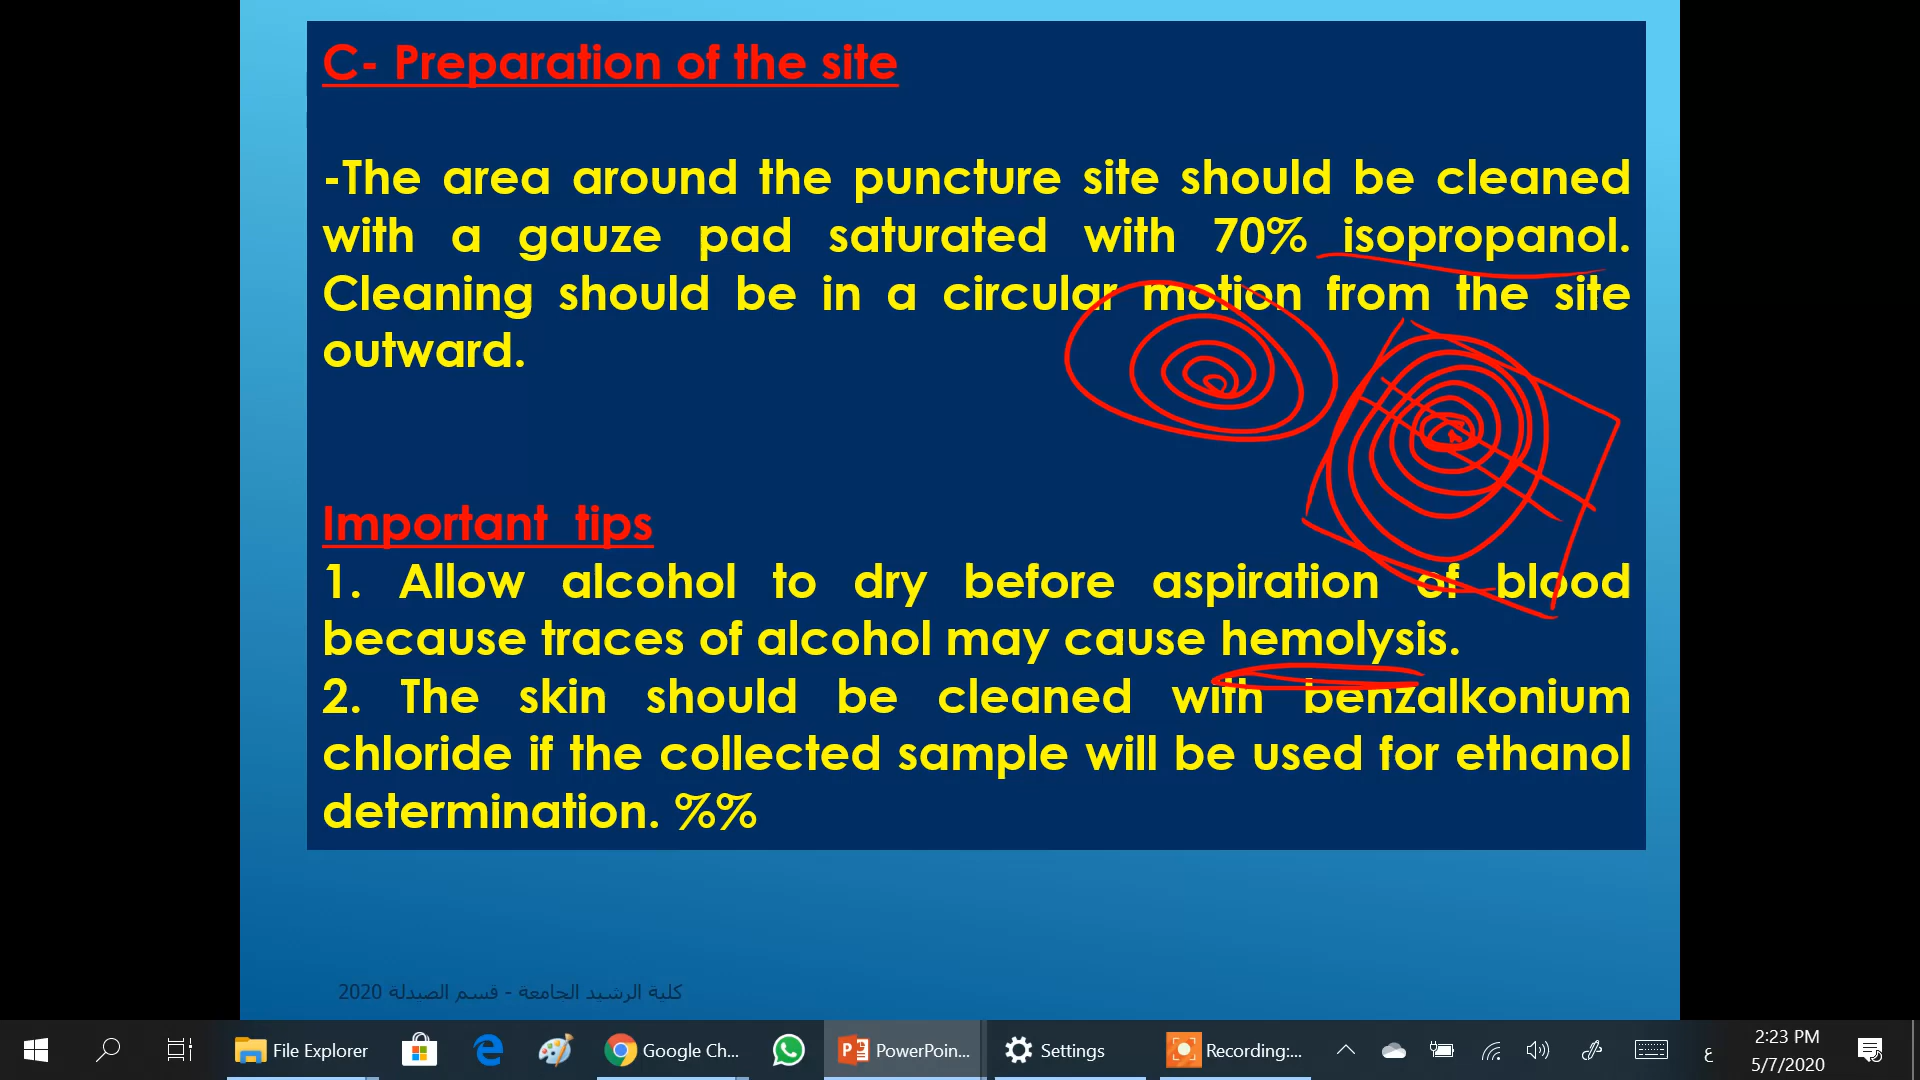 C- Preparation of the site
-The area around the puncture site should be cleaned
with a gauze pad saturated with 70% isopropanol.
Cleaning should be in a circular motion from the site
outward.
Important tips
1. Allow alcohol to dry before aspiration of blood
because traces of alcohol may cause hemolysis.
2. The skin should be cleaned with benzalkonium
chloride if the collected sample will be used for ethanol
determination. %%
كلية الرشيد الجامعة - قسم الصيدلة 2020
File Explorer
Google Ch...
PowerPoin...
Settings
Recording:...
ع
2:23 PM
5/7/2020